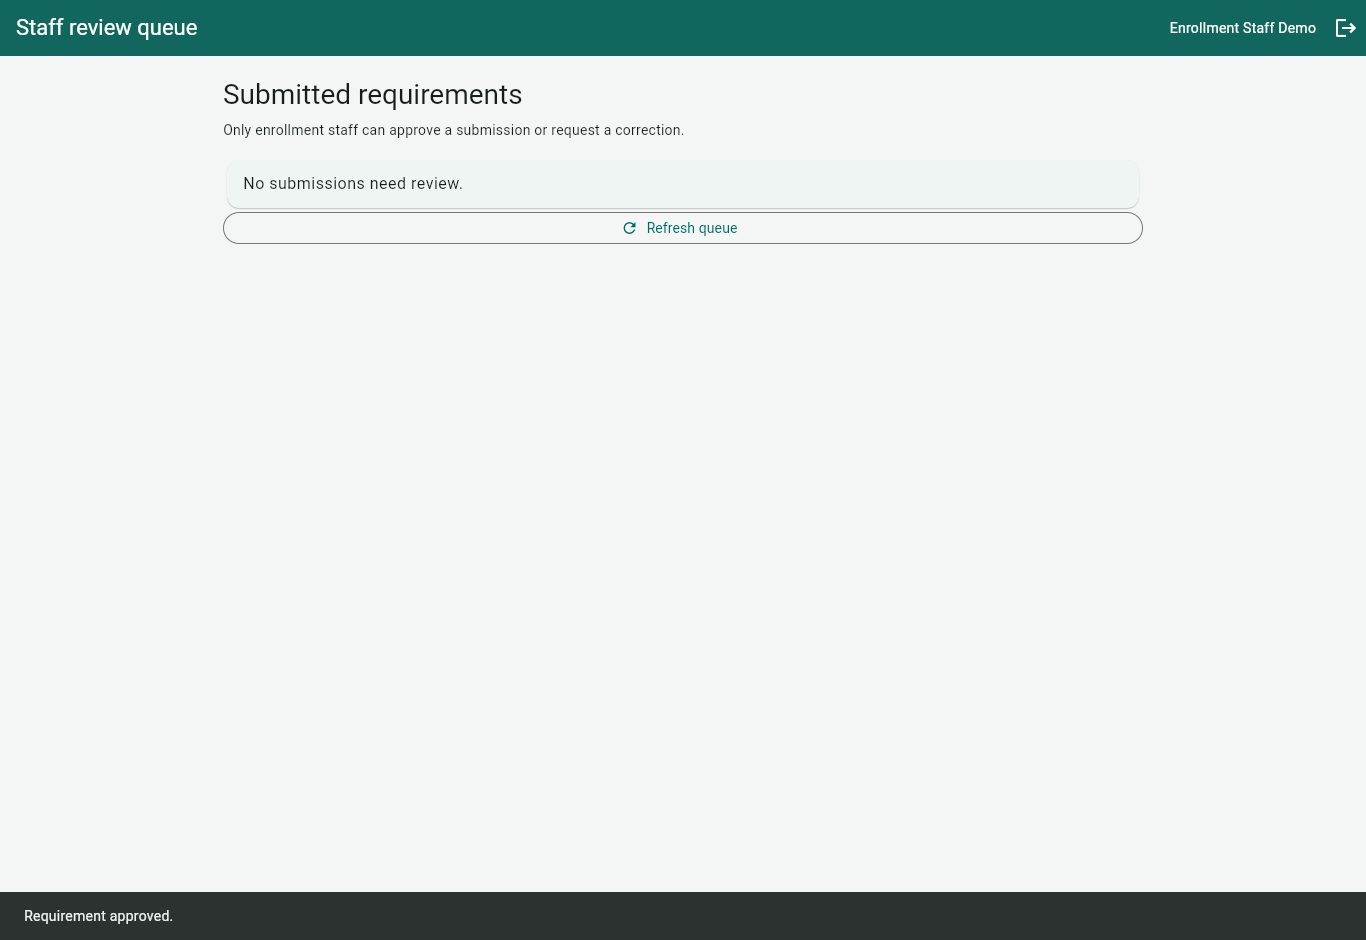 Staff review queue
Enrollment Staff Demo
Submitted requirements
Only enrollment staff can approve a submission or request a correction.
No submissions need review.
Refresh queue
Requirement approved.